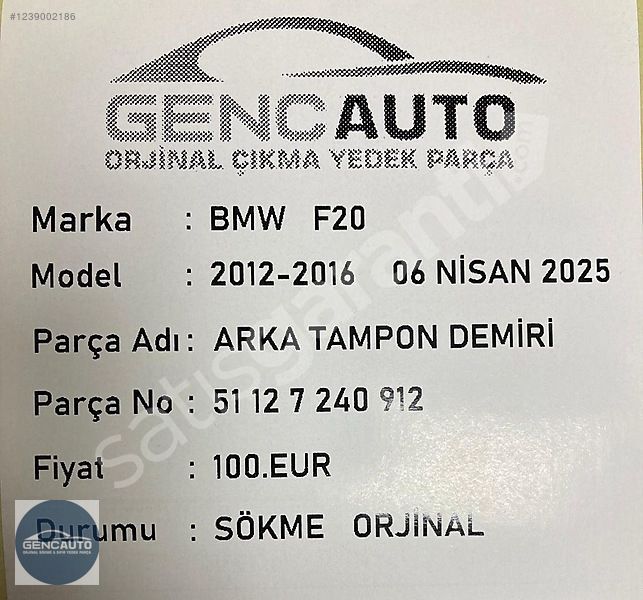 #1239002186
GENCAUTO
ORJİNAL ÇIKMA YEDEK PARÇA
Marka : BMW F20
Model : 2012-2016 06 NİSAN 2025
Parça Adı : ARKA TAMPON DEMİRİ
Parça No : 51 12 7 240 912
Fiyat : 100.EUR
Durumu : SÖKME ORJİNAL
GENCAUTO